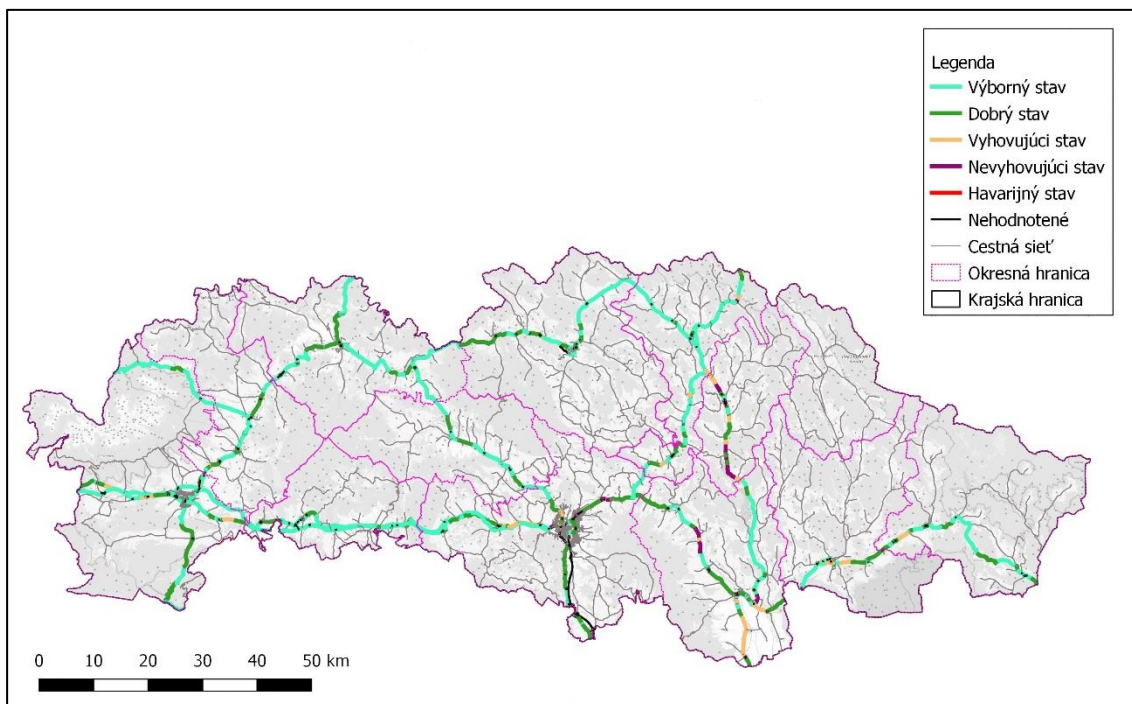 Legenda
Výborný stav
Dobrý stav
Vyhovujúci stav
Nevyhovujúci stav
Havarijný stav
Nehodnotené
Cestná sieť
Okresná hranica
Krajská hranica
0 10 20 30 40 50 km